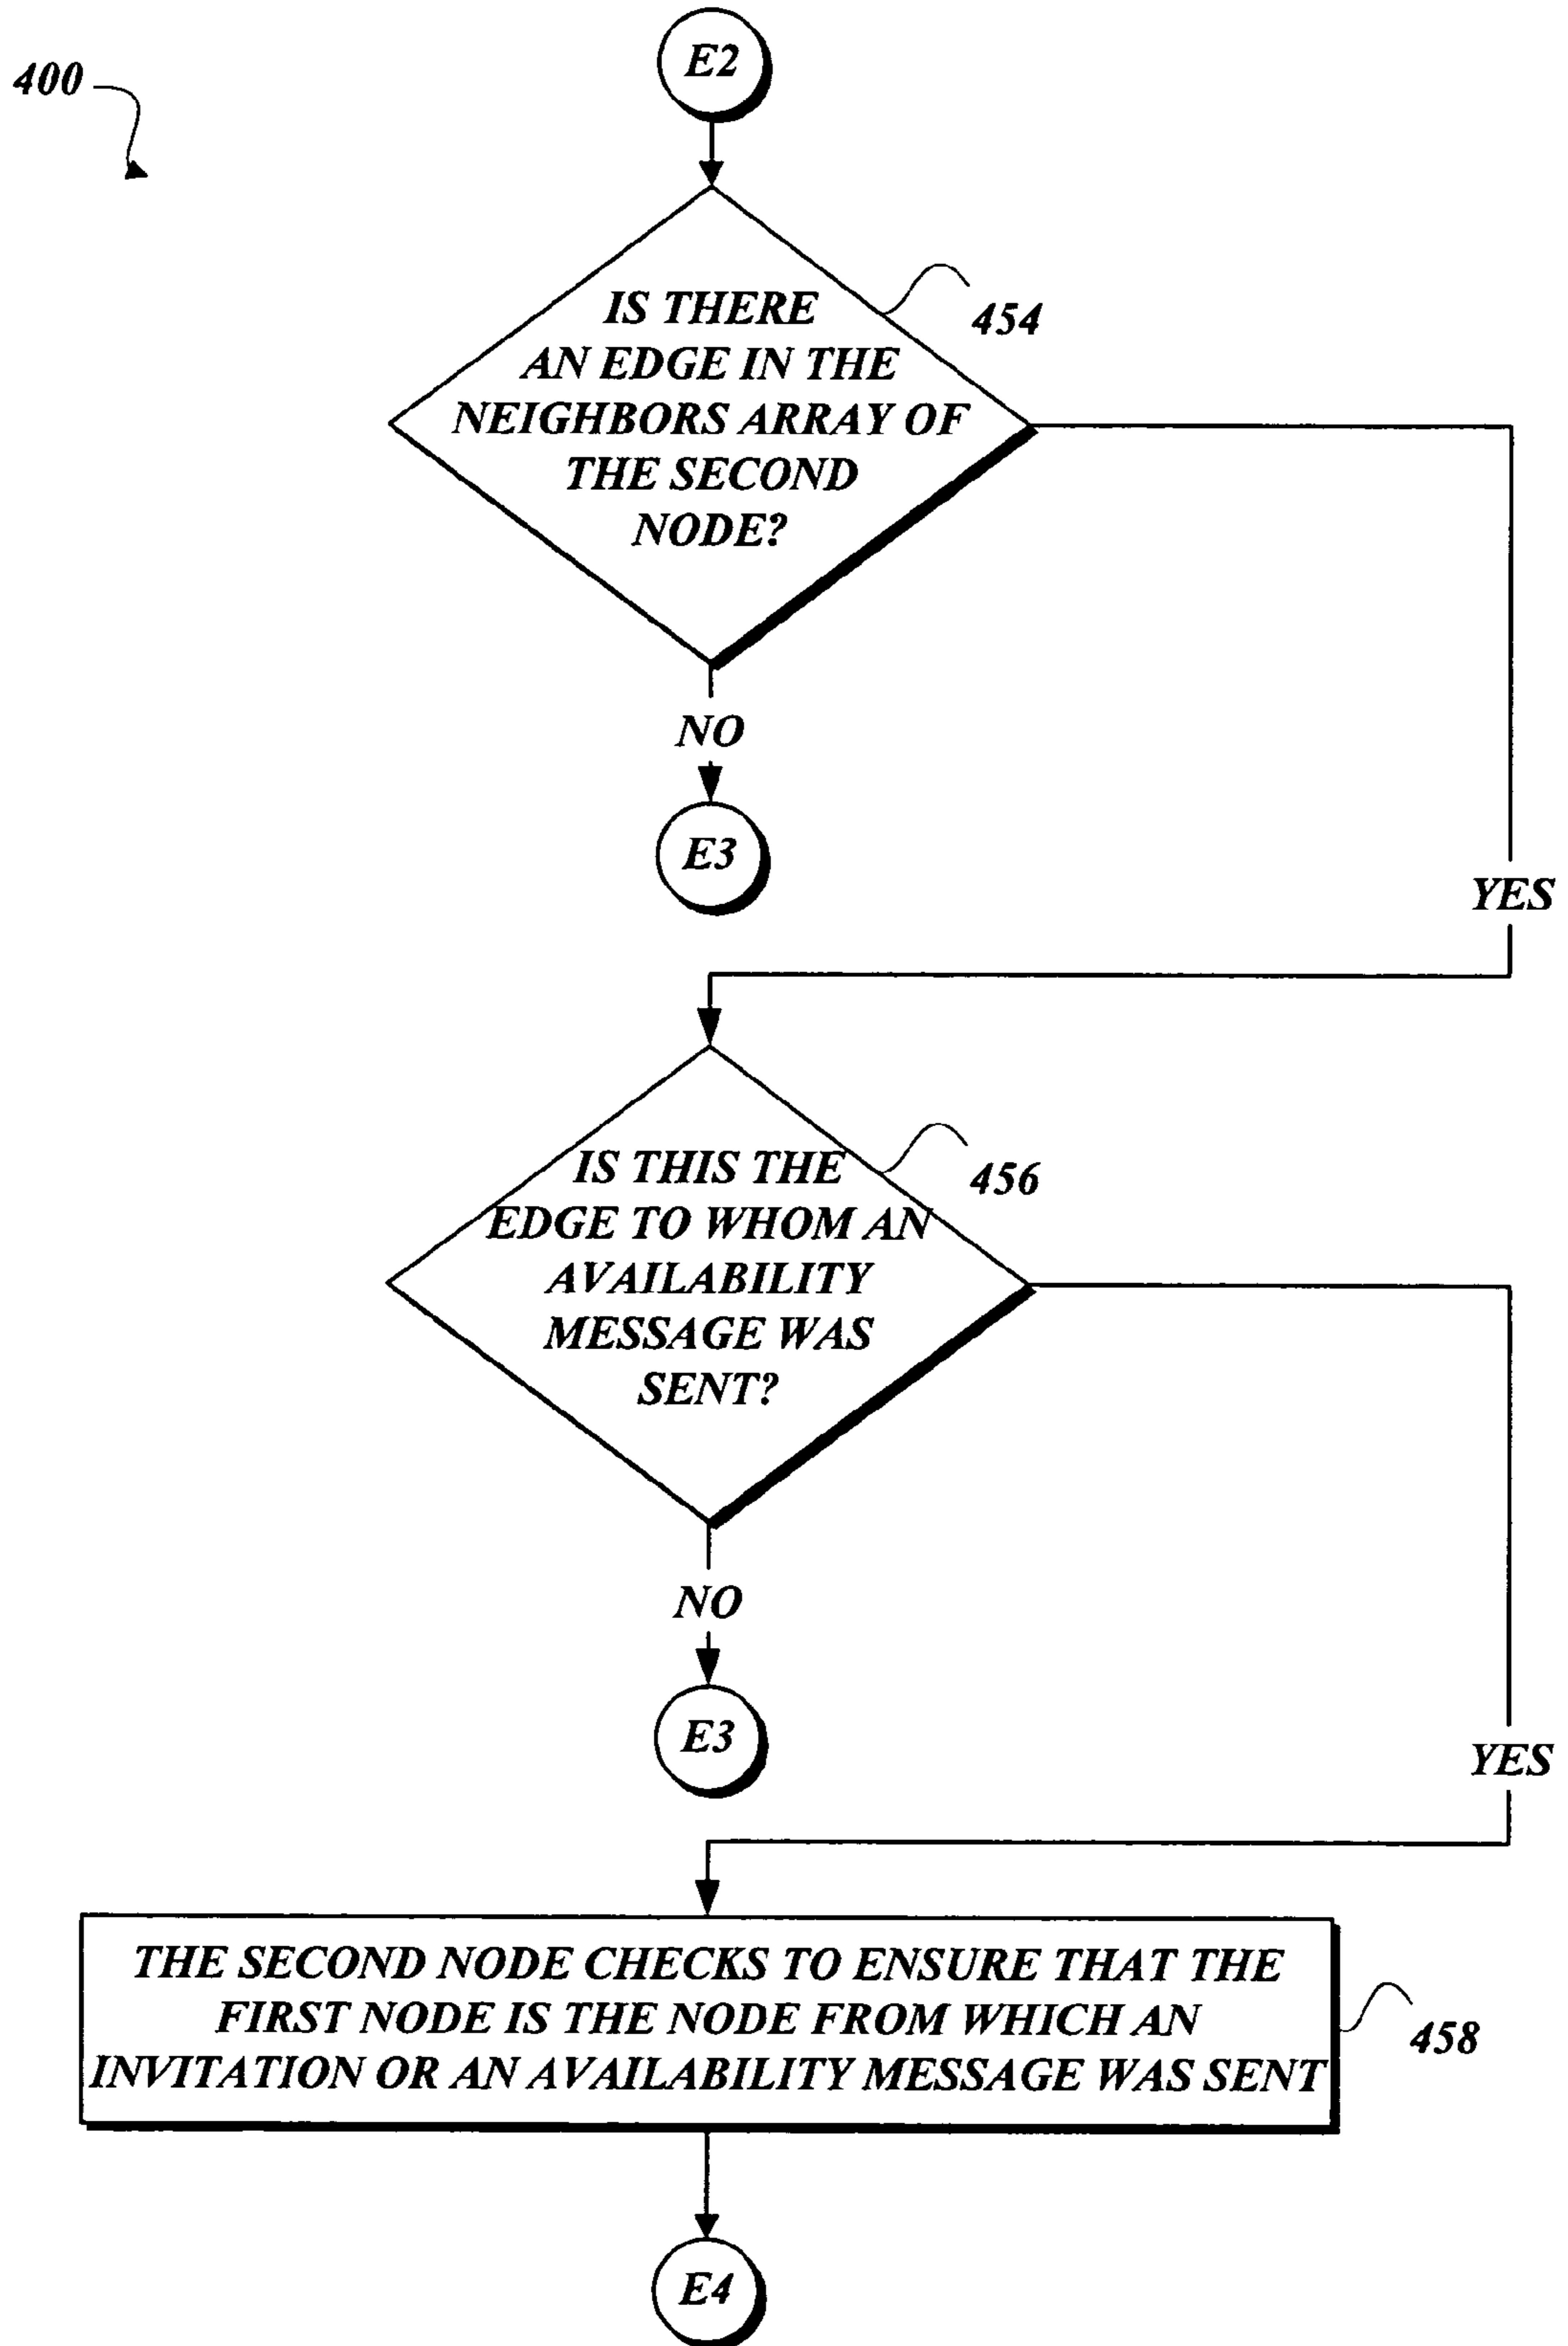 E2
400
IS THERE
AN EDGE IN THE
NEIGHBORS ARRAY OF
THE SECOND
NODE?
454
NO
E3
YES
IS THIS THE
EDGE TO WHOM AN
AVAILABILITY
MESSAGE WAS
SENT?
456
NO
E3
YES
THE SECOND NODE CHECKS TO ENSURE THAT THE
FIRST NODE IS THE NODE FROM WHICH AN
INVITATION OR AN AVAILABILITY MESSAGE WAS SENT
458
E4